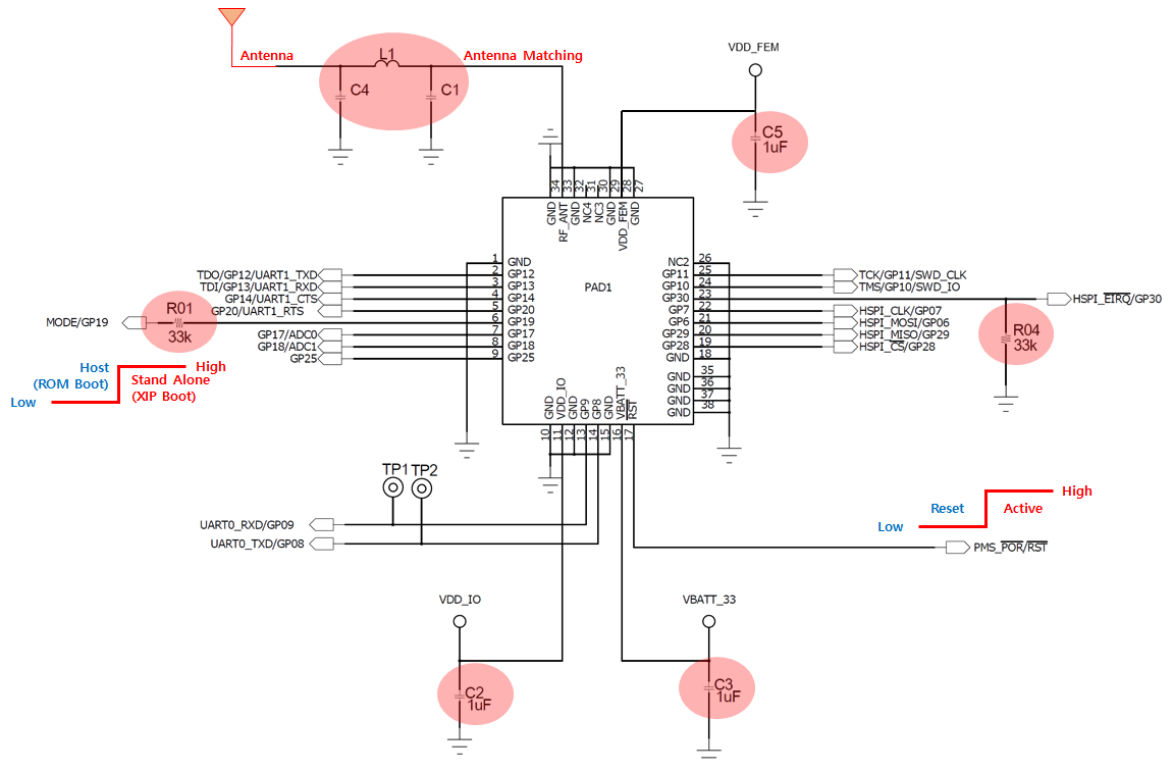 Antenna
L1
Antenna Matching
C4
C1
VDD_FEM
C5
1uF
34
33
32
31
30
29
28
27
GND
RF_ANT
GND
NC4
NC3
GND
VDD_FEM
GND
PAD1
1
GND
TDO/GP12/UART1_TXD
2
GP12
TDI/GP13/UART1_RXD
3
GP13
GP14/UART1_CTS
4
GP14
GP20/UART1_RTS
5
GP20
MODE/GP19
R01
33k
6
GP19
GP17/ADC0
7
GP17
GP18/ADC1
8
GP18
GP25
9
GP25
NC2
26
GP11
25
TCK/GP11/SWD_CLK
GP10
24
TMS/GP10/SWD_IO
GP30
23
HSPI_EIRQ/GP30
GP7
22
HSPI_CLK/GP07
GP6
21
HSPI_MOSI/GP06
GP29
20
HSPI_MISO/GP29
GP28
19
HSPI_CS/GP28
GND
18
GND
35
GND
36
GND
37
GND
38
R04
33k
Host
(ROM Boot)
Low
High
Stand Alone
(XIP Boot)
GND
VDD_IO
GND
GP9
GP8
GND
VBATT_33
RST
10
11
12
13
14
15
16
17
TP1
TP2
UART0_RXD/GP09
UART0_TXD/GP08
Reset
Low
High
Active
PMS_POR/RST
VDD_IO
C2
1uF
VBATT_33
C3
1uF